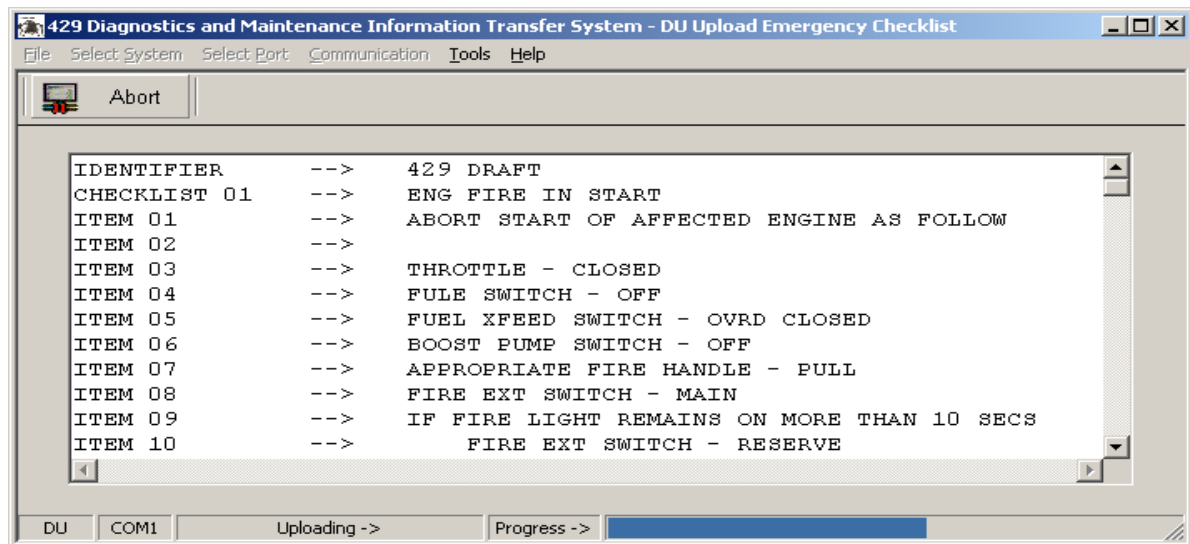 429 Diagnostics and Maintenance Information Transfer System - DU Upload Emergency Checklist
File Select System Select Port Communication Tools Help
Abort
IDENTIFIER --> 429 DRAFT
CHECKLIST 01 --> ENG FIRE IN START
ITEM 01 --> ABORT START OF AFFECTED ENGINE AS FOLLOW
ITEM 02 -->
ITEM 03 --> THROTTLE - CLOSED
ITEM 04 --> FULE SWITCH - OFF
ITEM 05 --> FUEL XFEED SWITCH - OVRD CLOSED
ITEM 06 --> BOOST PUMP SWITCH - OFF
ITEM 07 --> APPROPRIATE FIRE HANDLE - PULL
ITEM 08 --> FIRE EXT SWITCH - MAIN
ITEM 09 --> IF FIRE LIGHT REMAINS ON MORE THAN 10 SECS
ITEM 10 --> FIRE EXT SWITCH - RESERVE
DU COM1 Uploading -> Progress ->